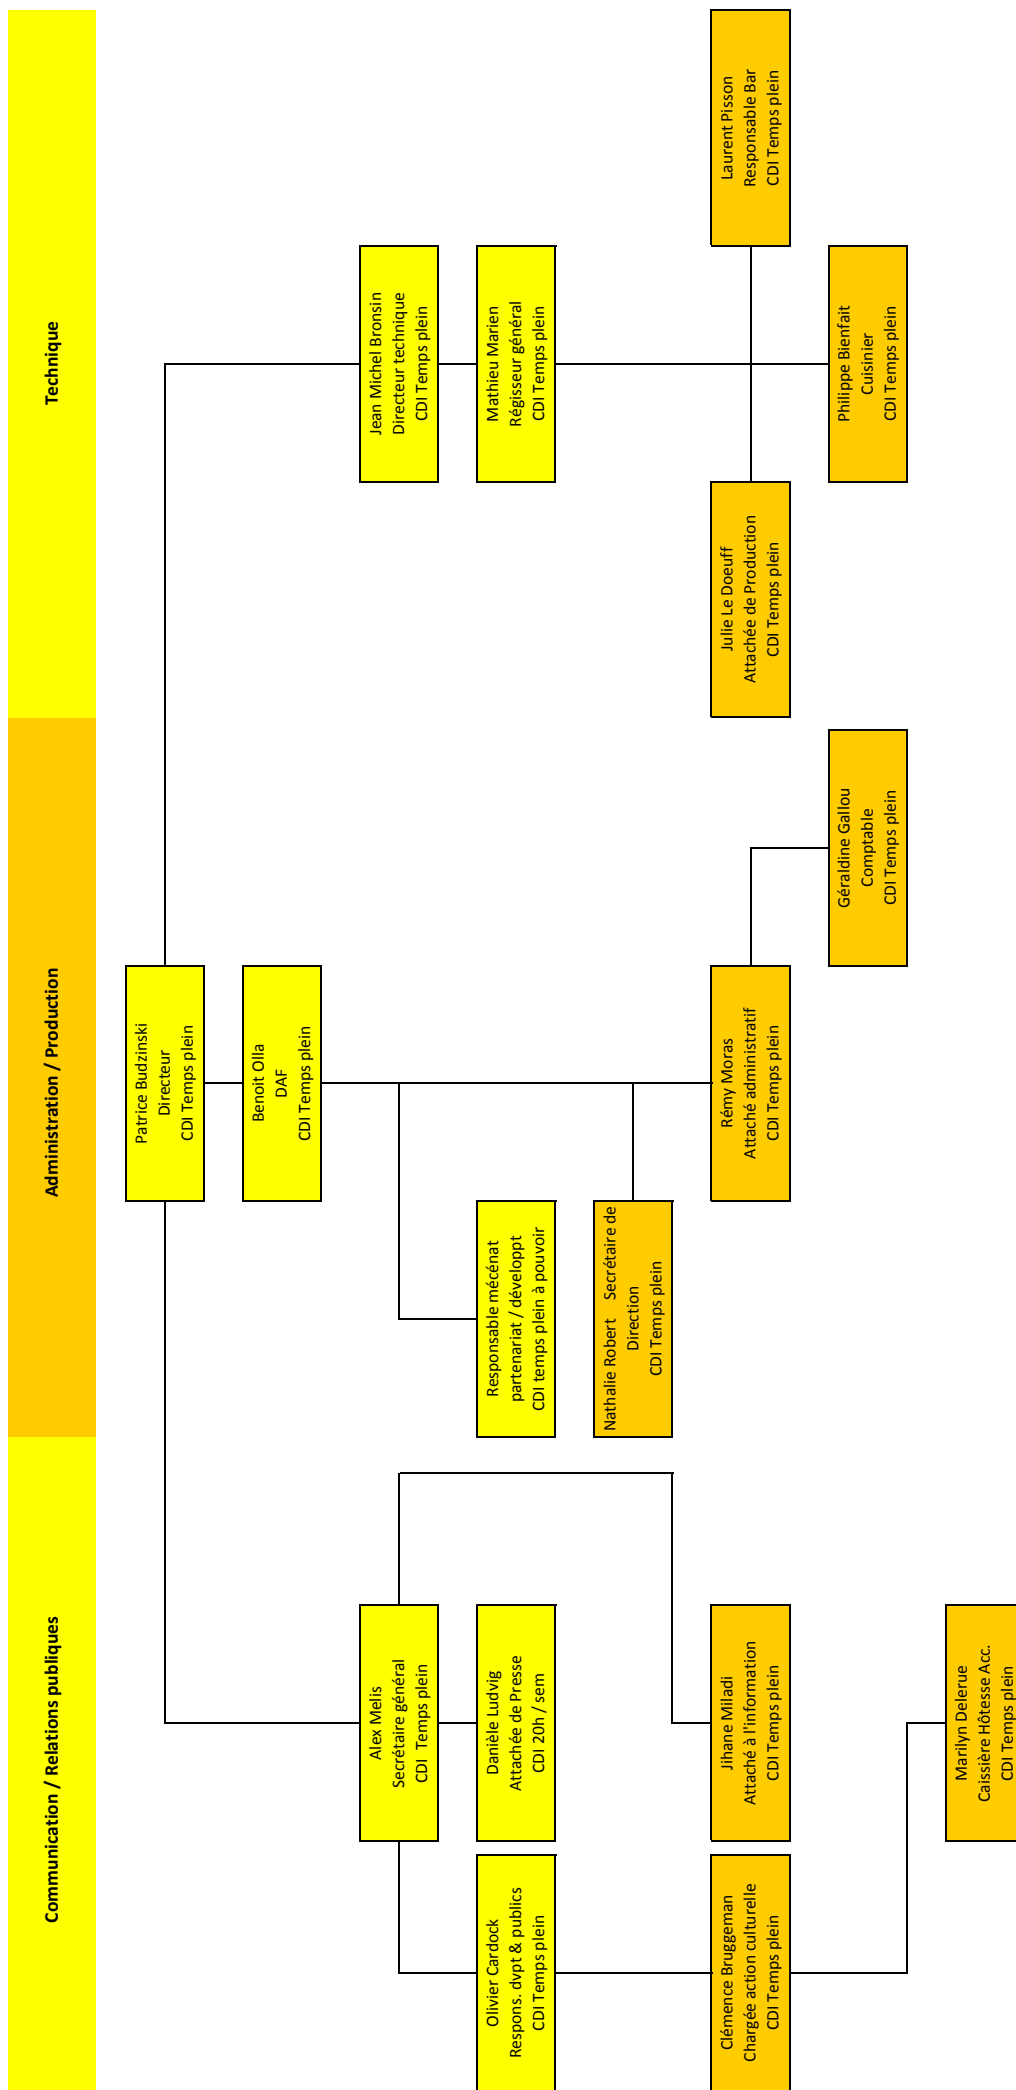 Communication / Relations publiques
Administration / Production
Technique
Patrice Budzinski
Directeur
CDI Temps plein
Benoit Olla
DAF
CDI Temps plein
Alex Melis
Secrétaire général
CDI Temps plein
Jean Michel Bronsin
Directeur technique
CDI Temps plein
Olivier Cardock
Respons. dvpt & publics
CDI Temps plein
Danièle Ludvig
Attachée de Presse
CDI 20h / sem
Responsable mécénat
partenariat / développt
CDI temps plein à pouvoir
Mathieu Marien
Régisseur général
CDI Temps plein
Nathalie Robert Secrétaire de
Direction
CDI Temps plein
Clémence Bruggeman
Chargée action culturelle
CDI Temps plein
Jihane Miladi
Attaché à l'information
CDI Temps plein
Rémy Moras
Attaché administratif
CDI Temps plein
Julie Le Doeuff
Attachée de Production
CDI Temps plein
Laurent Pisson
Responsable Bar
CDI Temps plein
Géraldine Gallou
Comptable
CDI Temps plein
Philippe Bienfait
Cuisinier
CDI Temps plein
Marilyn Delerue
Caissière Hôtesse Acc.
CDI Temps plein